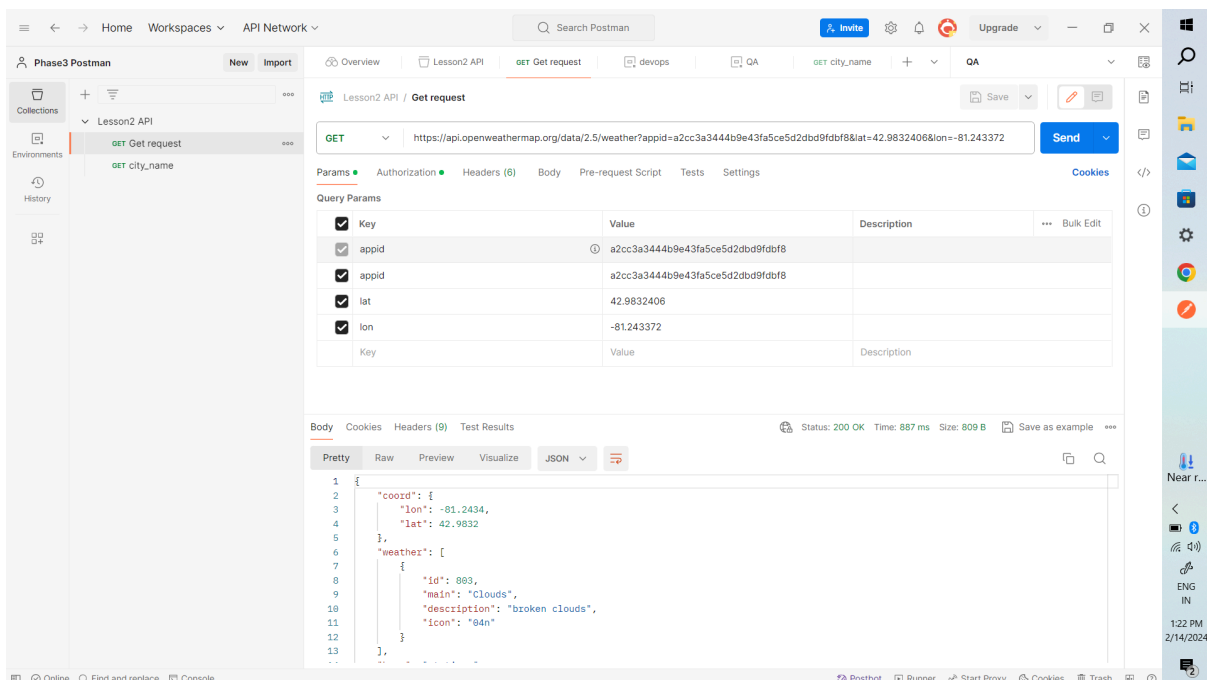 Home Workspaces API Network Search Postman Invite Upgrade
Phase3 Postman New Import Overview Lesson2 API GET Get request devops QA GET city_name QA
Collections
Environments
History
Lesson2 API
GET Get request
GET city_name
HTTP Lesson2 API / Get request Save
GET https://api.openweathermap.org/data/2.5/weather?appid=a2cc3a3444b9e43fa5ce5d2dbd9fdbf8&lat=42.9832406&lon=-81.243372 Send
Params Authorization Headers (6) Body Pre-request Script Tests Settings Cookies
Query Params
Key Value Description Bulk Edit
appid a2cc3a3444b9e43fa5ce5d2dbd9fdbf8
appid a2cc3a3444b9e43fa5ce5d2dbd9fdbf8
lat 42.9832406
lon -81.243372
Key Value Description
Body Cookies Headers (9) Test Results Status: 200 OK Time: 887 ms Size: 809 B Save as example
Pretty Raw Preview Visualize JSON
1 {
2 "coord": {
3 "lon": -81.2434,
4 "lat": 42.9832
5 },
6 "weather": [
7 {
8 "id": 803,
9 "main": "Clouds",
10 "description": "broken clouds",
11 "icon": "04n"
12 }
13 ],
Online Find and replace Console Postbot Runner Start Proxy Cookies Trash
Near r...
ENG
IN
1:22 PM
2/14/2024
2